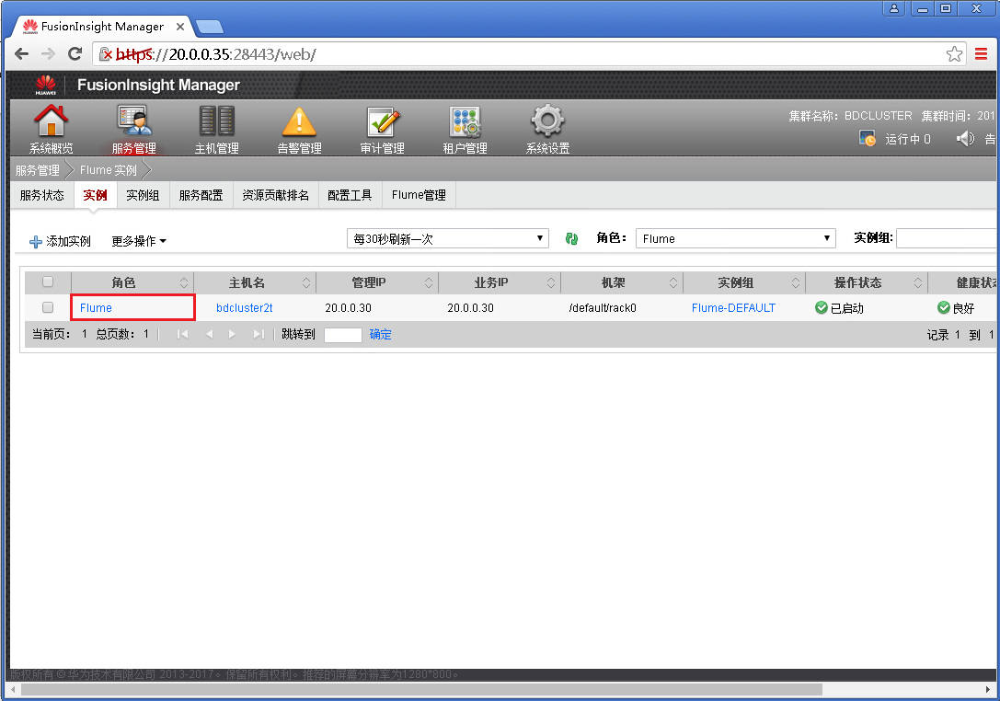 FusionInsight Manager
https://20.0.0.35:28443/web/
HUAWEI FusionInsight Manager
系统概览 服务管理 主机管理 告警管理 审计管理 租户管理 系统设置
集群名称: BDCLUSTER 集群时间: 201
运行中 0 告
服务管理 Flume 实例
服务状态 实例 实例组 服务配置 资源贡献排名 配置工具 Flume管理
添加实例 更多操作 每30秒刷新一次 角色: Flume 实例组:
角色 主机名 管理IP 业务IP 机架 实例组 操作状态 健康状
Flume bdcluster2t 20.0.0.30 20.0.0.30 /default/rack0 Flume-DEFAULT 已启动 良好
当前页: 1 总页数: 1 跳转到 确定 记录 1 到 1
版权所有 © 华为技术有限公司 2013-2017。保留所有权利。推荐的屏幕分辨率为1280*800。